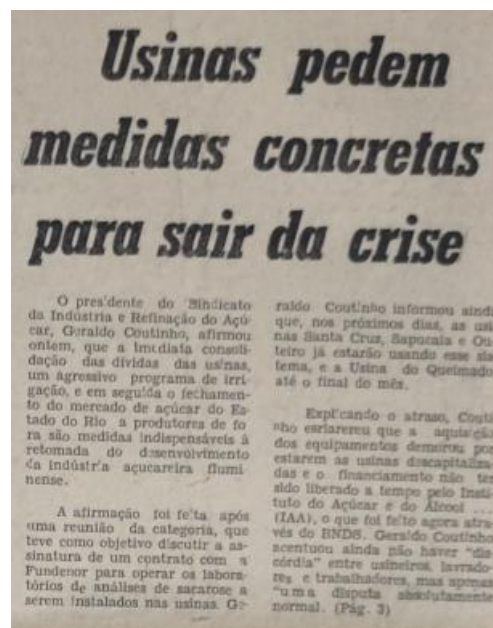 Usinas pedem
medidas concretas
para sair da crise
O presidente do Sindicato
da Indústria e Refinação do Açú-
car, Geraldo Coutinho, afirmou
ontem, que a imediata consoli-
dação das dívidas das usinas,
um agressivo programa de irri-
gação, e em seguida o fechamen-
to do mercado de açúcar do Es-
tado do Rio a produtores de fo-
ra são medidas indispensáveis à
retomada do desenvolvimento
da indústria açucareira flumi-
nense.
A afirmação foi feita após
uma reunião da categoria, que
teve como objetivo discutir a as-
sinatura de um contrato com a
Fundenor para operar os labora-
tórios de análises de sacarose a
serem instalados nas usinas. Ge-
raldo Coutinho informou ainda
que, nos próximos dias, as usi
nas Santa Cruz, Sapucaia e Ou
teiro já estarão usando esse sis
tema, e a Usina do Queimado
até o final do mês.
Explicando o atraso, Couti
nho esclareceu que a aquisição
dos equipamentos demorou por
estarem as usinas descapitaliza
das e o financiamento não ter
sido liberado a tempo pelo Insti
tuto do Açúcar e do Álcool ...
(IAA), o que foi feito agora atra
vés do BNDS. Geraldo Coutinho
acentuou ainda não haver "dis
córdia" entre usineiros, lavrado-
res e trabalhadores, mas apenas
"uma disputa absolutamente
normal. (Pág. 3)